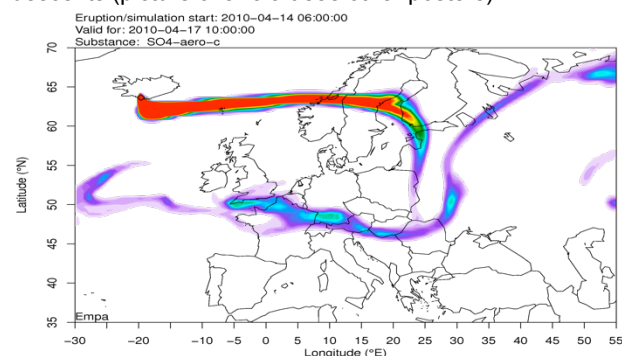 Eruption/simulation start: 2010-04-14 06:00:00
Valid for: 2010-04-17 10:00:00
Substance: SO4-aero-c
70
65
60
55
50
45
40
35
Latitude (°N)
Empa
-30 -25 -20 -15 -10 -5 0 5 10 15 20 25 30 35 40 45 50 55
Longitude (°E)